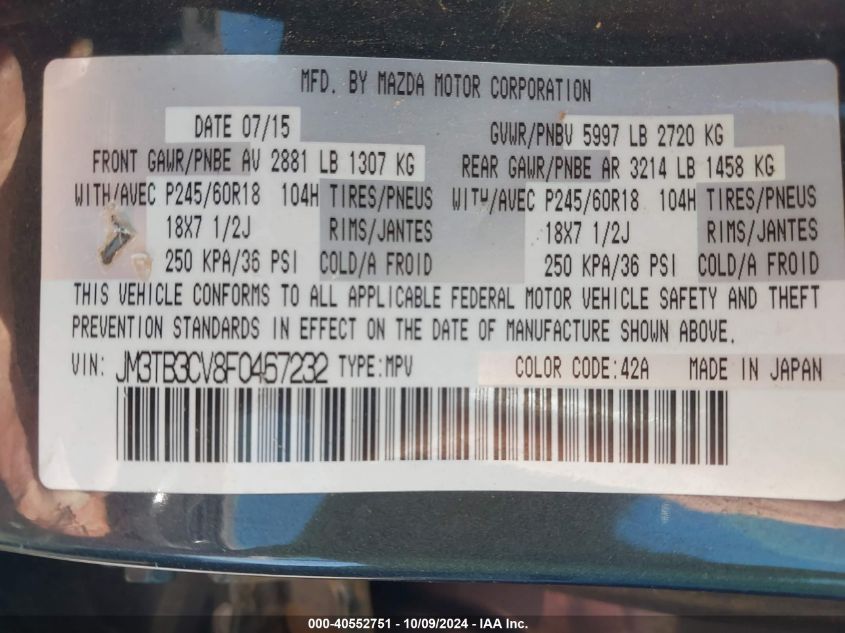 MFD. BY MAZDA MOTOR CORPORATION
DATE 07/15 GVWR/PNBV 5997 LB 2720 KG
FRONT GAWR/PNBE AV 2881 LB 1307 KG REAR GAWR/PNBE AR 3214 LB 1458 KG
WITH/AVEC P245/60R18 104H TIRES/PNEUS WITH/AVEC P245/60R18 104H TIRES/PNEUS
18X7 1/2J RIMS/JANTES 18X7 1/2J RIMS/JANTES
250 KPA/36 PSI COLD/A FROID 250 KPA/36 PSI COLD/A FROID
THIS VEHICLE CONFORMS TO ALL APPLICABLE FEDERAL MOTOR VEHICLE SAFETY AND THEFT
PREVENTION STANDARDS IN EFFECT ON THE DATE OF MANUFACTURE SHOWN ABOVE.
VIN: JM3TB3CV8F0467232 TYPE:MPV COLOR CODE:42A MADE IN JAPAN
000-40552751 - 10/09/2024 - IAA Inc.